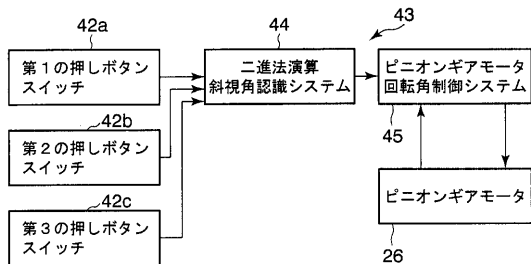 42a
第1の押しボタン
スイッチ
42b
第2の押しボタン
スイッチ
42c
第3の押しボタン
スイッチ
44
二進法演算
斜視角認識システム
43
ピニオンギアモータ
回転角制御システム
45
ピニオンギアモータ
26